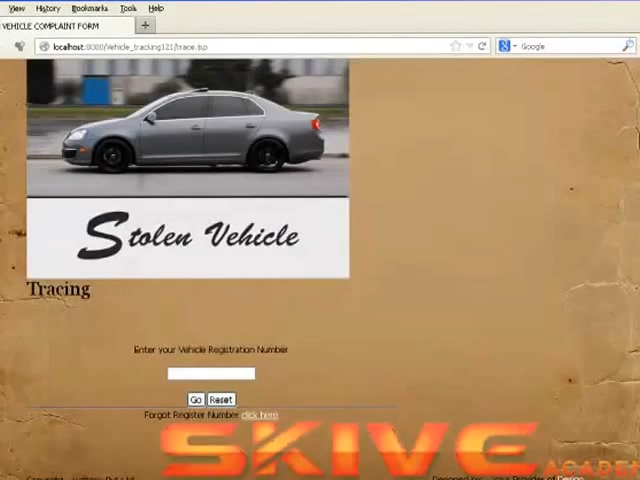 View History Bookmarks Tools Help
VEHICLE COMPLAINT FORM
localhost:8080/Vehicle_tracking121/trace.jsp
Google
Stolen Vehicle
Tracing
Enter your Vehicle Registration Number
Go Reset
Forgot Register Number click here
SKIVE